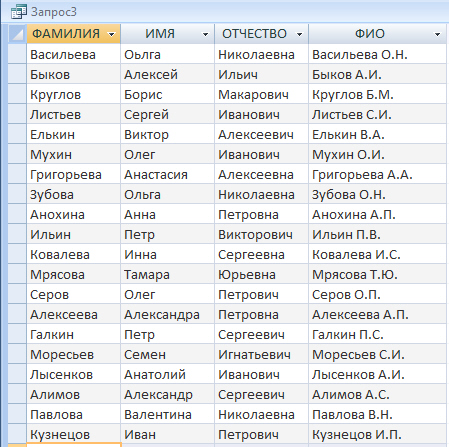 Запрос3
ФАМИЛИЯ ИМЯ ОТЧЕСТВО ФИО
Васильева Оьлга Николаевна Васильева О.Н.
Быков Алексей Ильич Быков А.И.
Круглов Борис Макарович Круглов Б.М.
Листьев Сергей Иванович Листьев С.И.
Елькин Виктор Алексеевич Елькин В.А.
Мухин Олег Иванович Мухин О.И.
Григорьева Анастасия Алексеевна Григорьева А.А.
Зубова Ольга Николаевна Зубова О.Н.
Анохина Анна Петровна Анохина А.П.
Ильин Петр Викторович Ильин П.В.
Ковалева Инна Сергеевна Ковалева И.С.
Мрясова Тамара Юрьевна Мрясова Т.Ю.
Серов Олег Петрович Серов О.П.
Алексеева Александра Петровна Алексеева А.П.
Галкин Петр Сергеевич Галкин П.С.
Моресьев Семен Игнатьевич Моресьев С.И.
Лысенков Анатолий Иванович Лысенков А.И.
Алимов Александр Сергеевич Алимов А.С.
Павлова Валентина Николаевна Павлова В.Н.
Кузнецов Иван Петрович Кузнецов И.П.